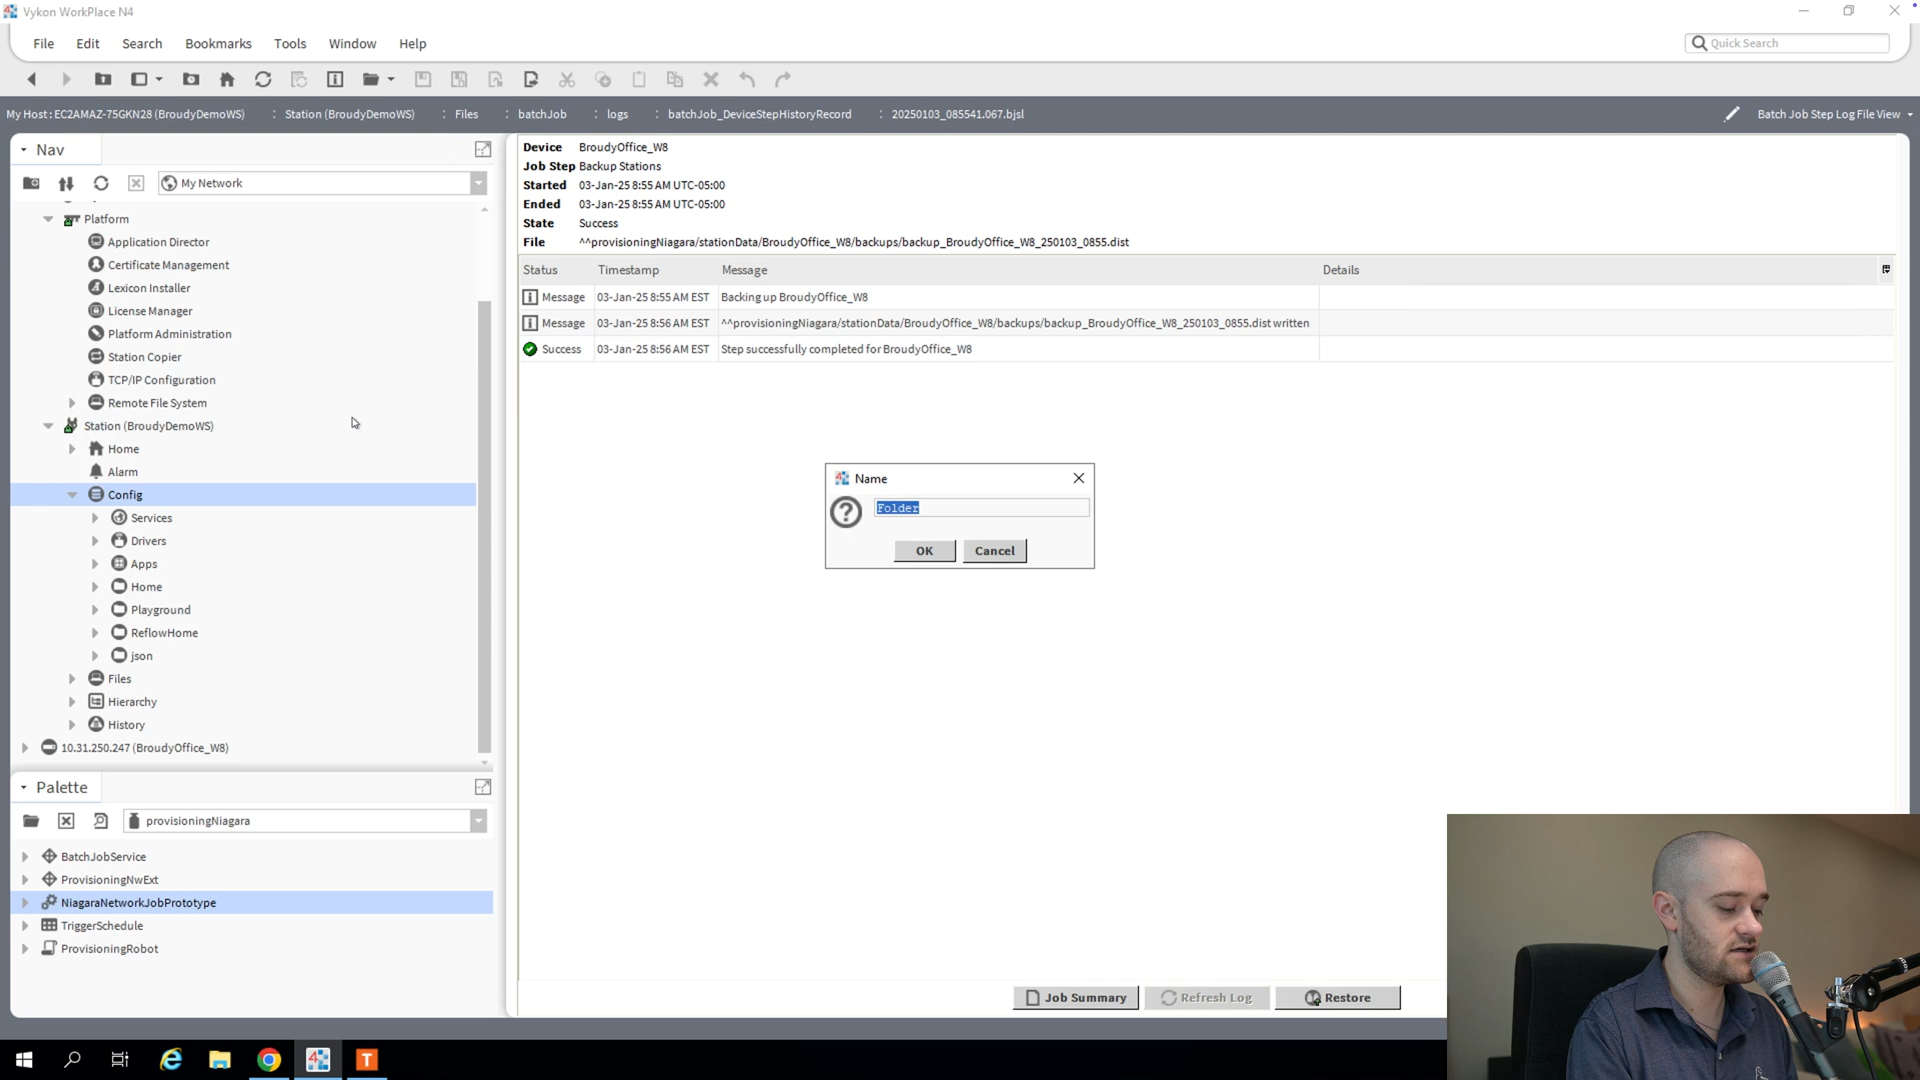 Vykon WorkPlace N4
File Edit Search Bookmarks Tools Window Help
Quick Search
My Host : EC2AMAZ-75GKN28 (BroudyDemoWS) : Station (BroudyDemoWS) : Files : batchJob : logs : batchJob_DeviceStepHistoryRecord : 20250103_085541.067.bjsl
Batch Job Step Log File View
Nav
My Network
Platform
Application Director
Certificate Management
Lexicon Installer
License Manager
Platform Administration
Station Copier
TCP/IP Configuration
Remote File System
Station (BroudyDemoWS)
Home
Alarm
Config
Services
Drivers
Apps
Home
Playground
ReflowHome
json
Files
Hierarchy
History
10.31.250.247 (BroudyOffice_W8)
Palette
provisioningNiagara
BatchJobService
ProvisioningNwExt
NiagaraNetworkJobPrototype
TriggerSchedule
ProvisioningRobot
Device BroudyOffice_W8
Job Step Backup Stations
Started 03-Jan-25 8:55 AM UTC-05:00
Ended 03-Jan-25 8:55 AM UTC-05:00
State Success
File ^^provisioningNiagara/stationData/BroudyOffice_W8/backups/backup_BroudyOffice_W8_250103_0855.dist
Status Timestamp Message Details
Message 03-Jan-25 8:55 AM EST Backing up BroudyOffice_W8
Message 03-Jan-25 8:56 AM EST ^^provisioningNiagara/stationData/BroudyOffice_W8/backups/backup_BroudyOffice_W8_250103_0855.dist written
Success 03-Jan-25 8:56 AM EST Step successfully completed for BroudyOffice_W8
Name
Folder
OK Cancel
Job Summary Refresh Log Restore